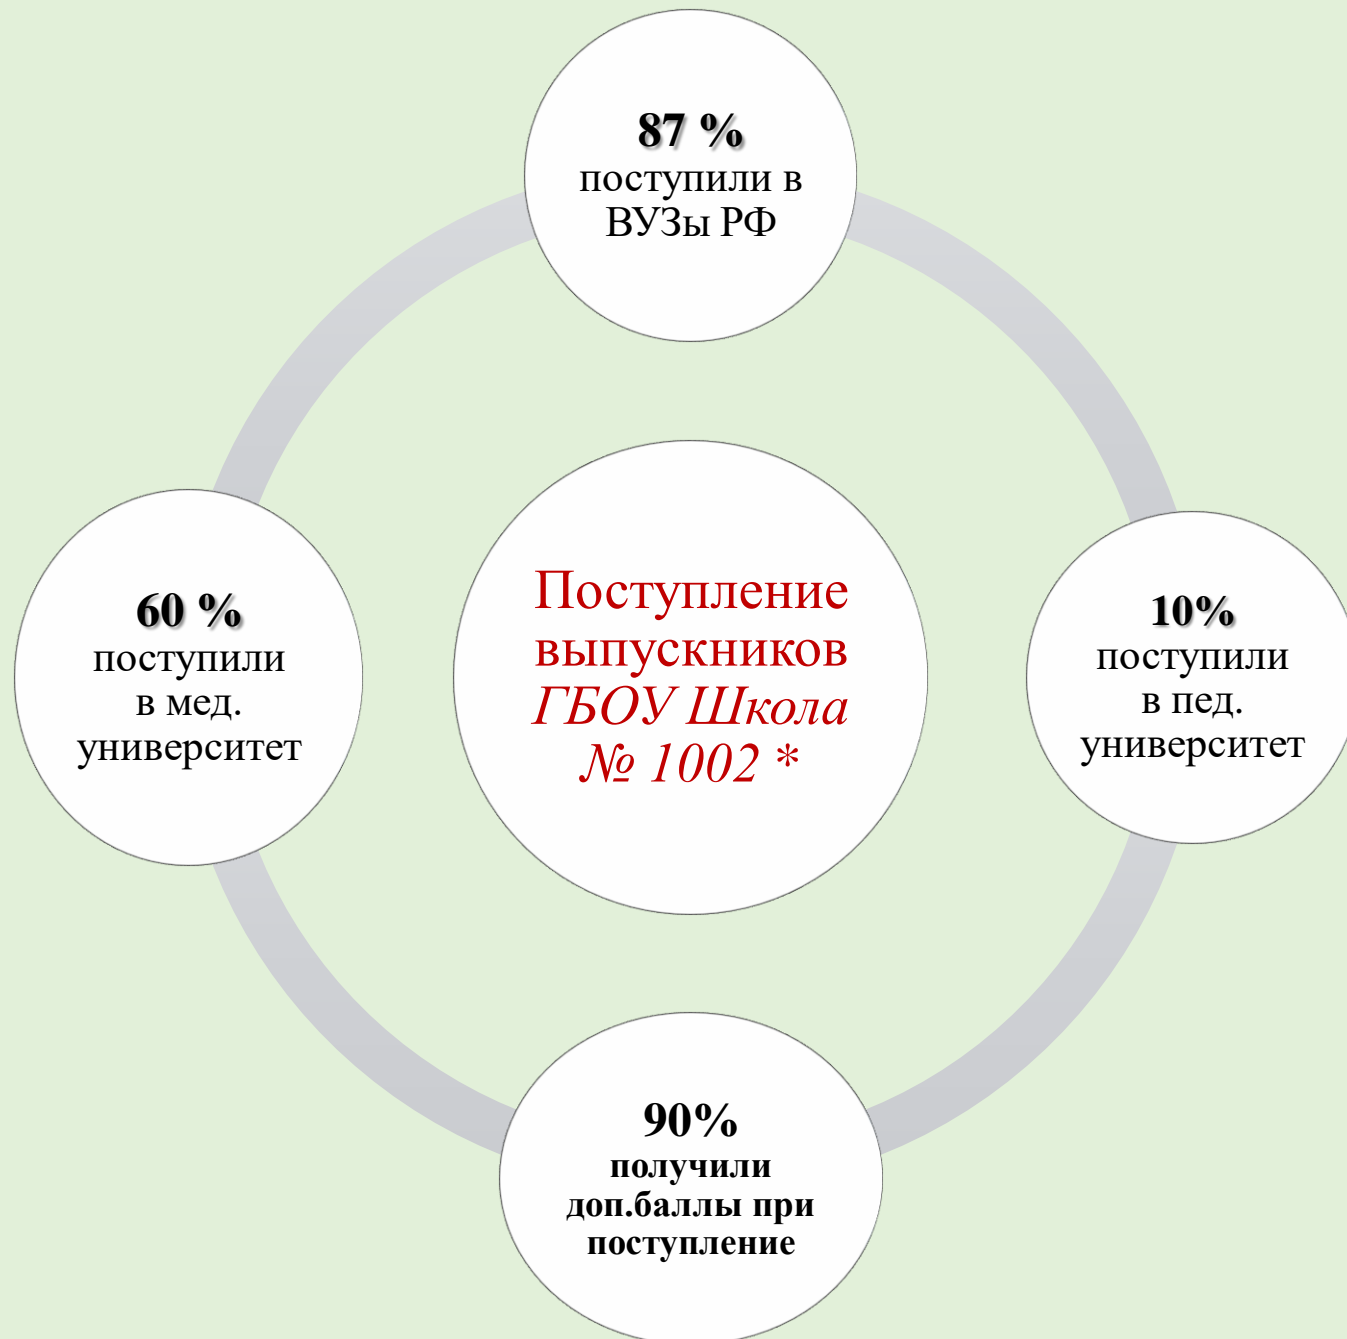 87 %
поступили в
ВУЗы РФ
60 %
поступили
в мед.
университет
Поступление
выпускников
ГБОУ Школа
№ 1002 *
10%
поступили
в пед.
университет
90%
получили
доп.баллы при
поступление